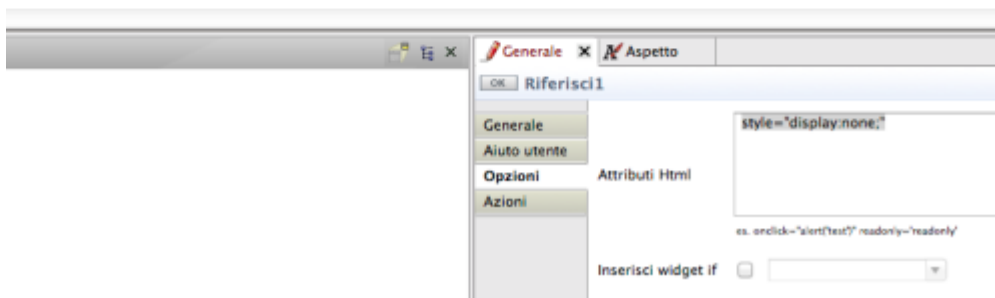 Generale Aspetto
OK Riferisci1
Generale
Aiuto utente
Opzioni
Azioni
Attributi Html
style="display:none;"
es. onclick="alert('test')" readonly='readonly'
Inserisci widget if